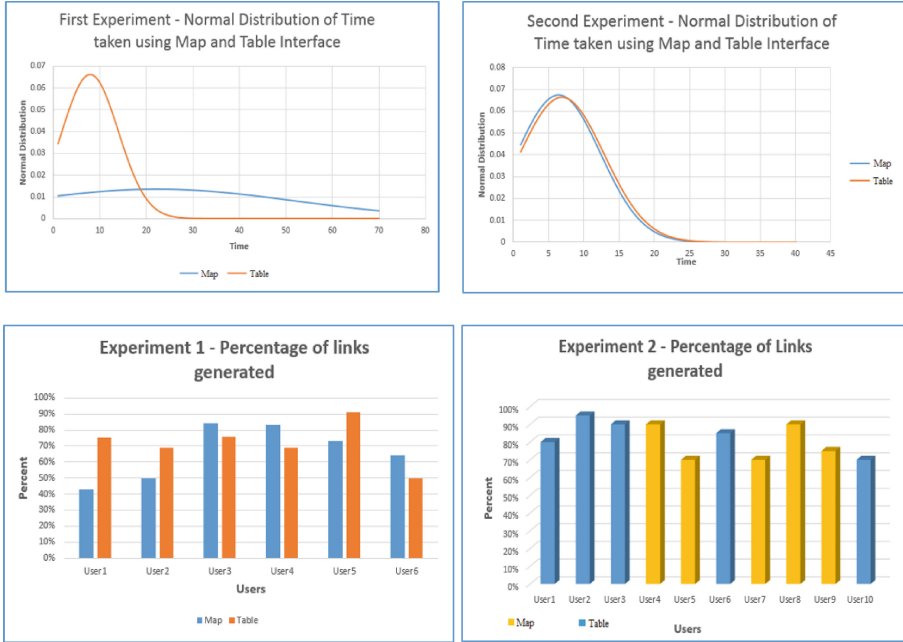 First Experiment - Normal Distribution of Time
taken using Map and Table Interface
0.07
0.06
0.05
0.04
0.03
0.02
0.01
0
Normal Distribution
0 10 20 30 40 50 60 70 80
Time
Map Table
Second Experiment - Normal Distribution of
Time taken using Map and Table Interface
0.08
0.07
0.06
0.05
0.04
0.03
0.02
0.01
0
Normal Distribution
0 5 10 15 20 25 30 35 40 45
Time
Map
Table
Experiment 1 - Percentage of links
generated
100%
90%
80%
70%
60%
50%
40%
30%
20%
10%
0%
Percent
User1 User2 User3 User4 User5 User6
Users
Map Table
Experiment 2 - Percentage of Links
generated
100%
90%
80%
70%
60%
50%
40%
30%
20%
10%
0%
Percent
User1 User2 User3 User4 User5 User6 User7 User8 User9 User10
Map Table
Users